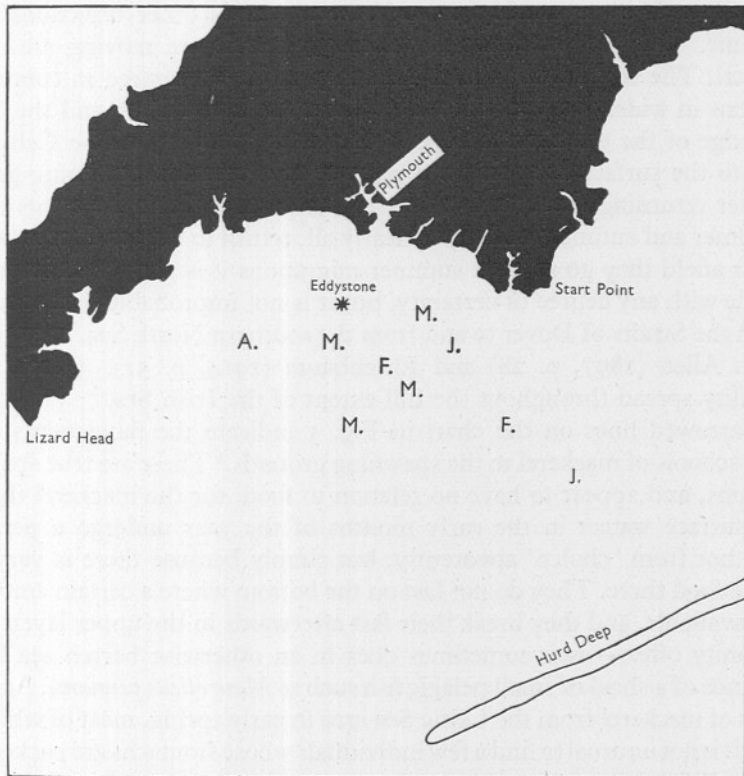 Plymouth
Eddystone
Start Point
M.
A.
M.
J.
F.
M.
M.
F.
Lizard Head
J.
Hurd Deep